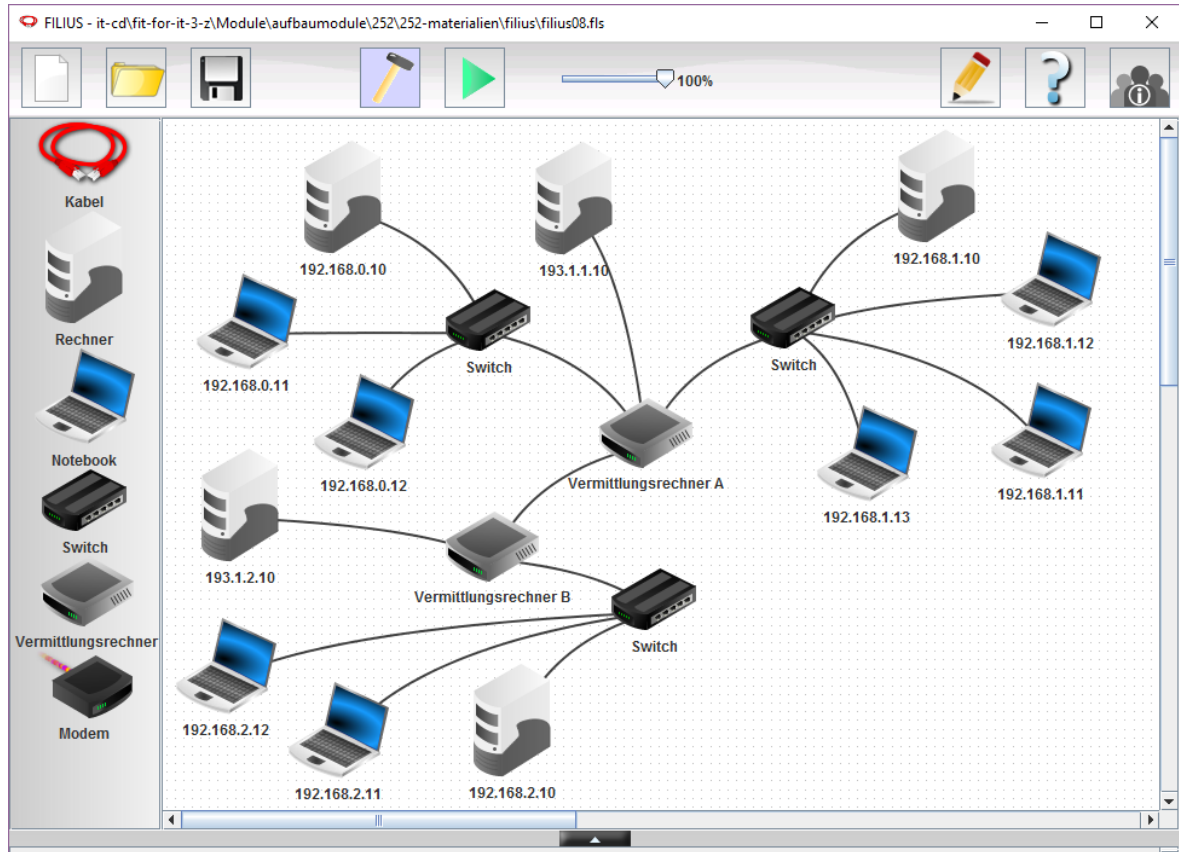 FILIUS - it-cd\fit-for-it-3-z\Module\aufbaumodule\252\252-materialien\filius\filius08.fls
100%
Kabel
Rechner
Notebook
Switch
Vermittlungsrechner
Modem
192.168.0.10
193.1.1.10
192.168.1.10
192.168.1.12
192.168.0.11
Switch
Switch
192.168.0.12
Vermittlungsrechner A
192.168.1.11
192.168.1.13
193.1.2.10
Vermittlungsrechner B
Switch
192.168.2.12
192.168.2.11
192.168.2.10